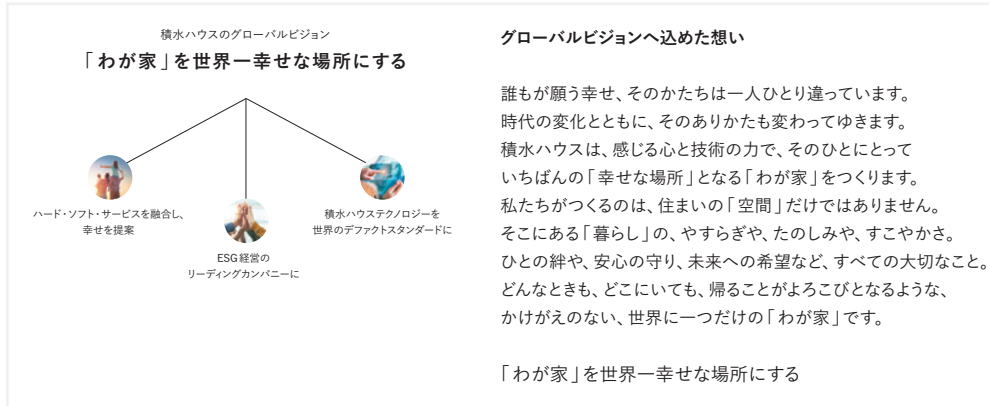 積水ハウスのグローバルビジョン
「わが家」を世界一幸せな場所にする
ハード・ソフト・サービスを融合し、
幸せを提案
ESG経営の
リーディングカンパニーに
積水ハウステクノロジーを
世界のデファクトスタンダードに
グローバルビジョンへ込めた想い
誰もが願う幸せ、そのかたちは一人ひとり違っています。
時代の変化とともに、そのありかたも変わってゆきます。
積水ハウスは、感じる心と技術の力で、そのひとにとって
いちばんの「幸せな場所」となる「わが家」をつくります。
私たちがつくるのは、住まいの「空間」だけではありません。
そこにある「暮らし」の、やすらぎや、たのしみや、すこやかさ。
ひとの絆や、安心の守り、未来への希望など、すべての大切なこと。
どんなときも、どこにいても、帰ることがよろこびとなるような、
かけがえのない、世界に一つだけの「わが家」です。
「わが家」を世界一幸せな場所にする